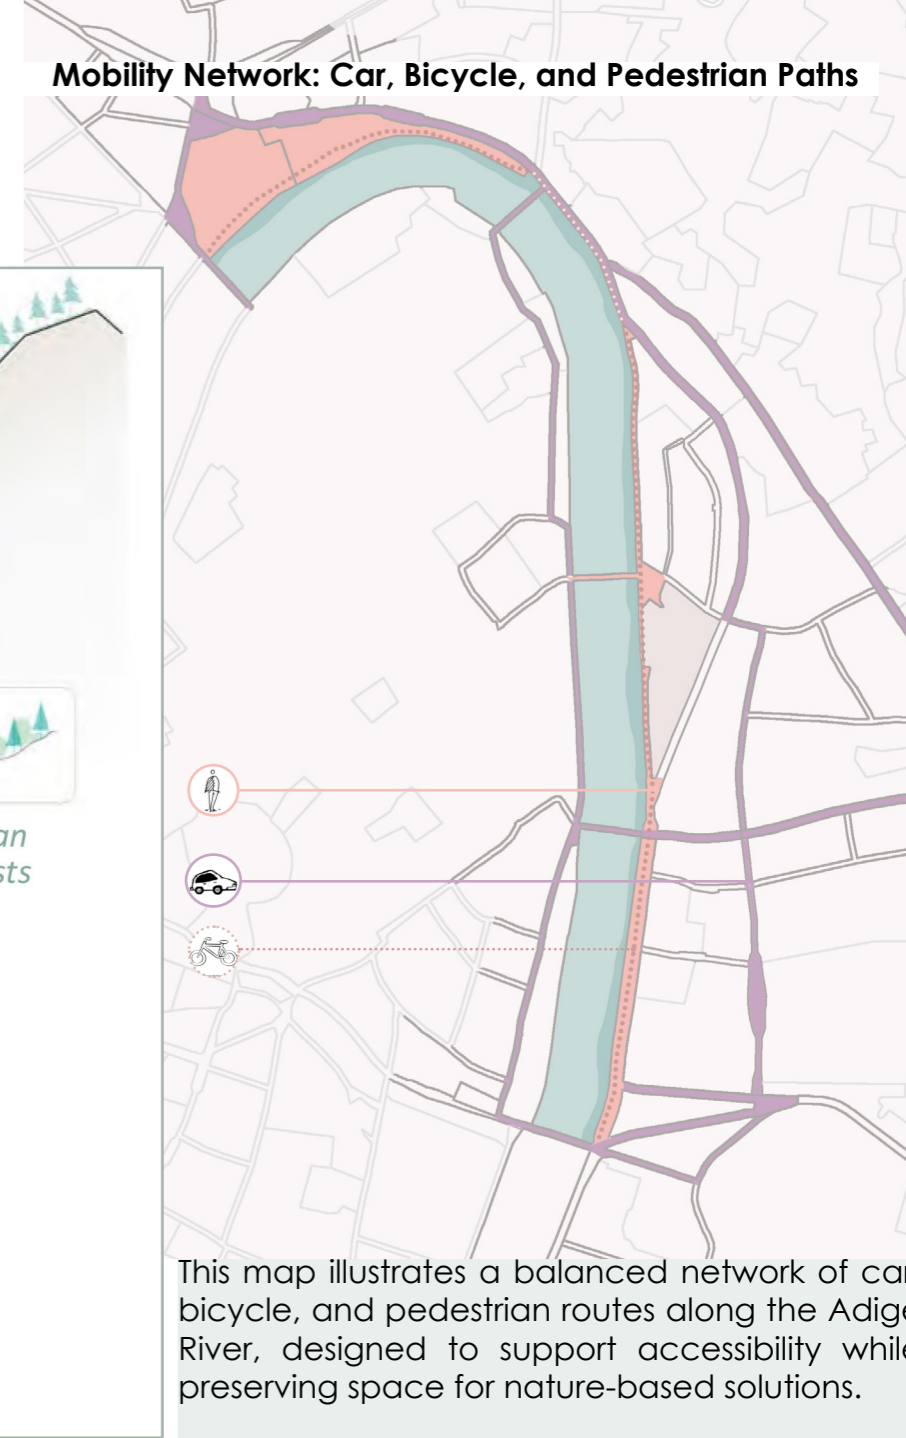 Mobility Network: Car, Bicycle, and Pedestrian Paths
an
sts
This map illustrates a balanced network of car
bicycle, and pedestrian routes along the Adige
River, designed to support accessibility while
preserving space for nature-based solutions.